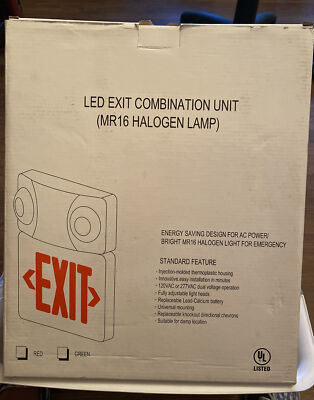 LED EXIT COMBINATION UNIT
(MR16 HALOGEN LAMP)
ENERGY SAVING DESIGN FOR AC POWER/
BRIGHT MR16 HALOGEN LIGHT FOR EMERGENCY
STANDARD FEATURE
- Injection-molded thermoplastic housing
- Innovative,easy installation in minutes
- 120VAC or 277VAC dual voltage operation
- Fully adjustable light heads
- Replaceable Lead-Calcium battery
- Universal mounting
- Replaceable knockout directional chevrons
- Suitable for damp location
<EXIT>
RED GREEN
UL
LISTED